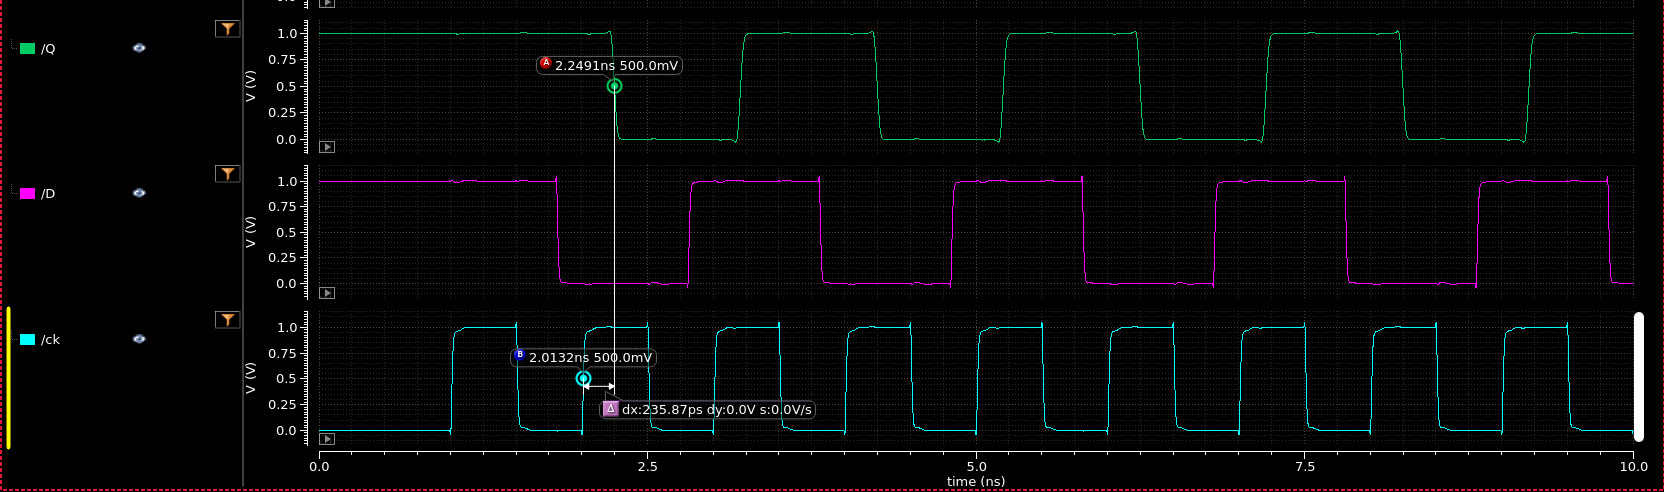 0.0
/Q
V (V)
1.0
0.75
0.5
0.25
0.0
A 2.2491ns 500.0mV
/D
V (V)
1.0
0.75
0.5
0.25
0.0
/ck
V (V)
1.0
0.75
0.5
0.25
0.0
B 2.0132ns 500.0mV
Δ dx:235.87ps dy:0.0V s:0.0V/s
0.0 2.5 5.0 7.5 10.0
time (ns)